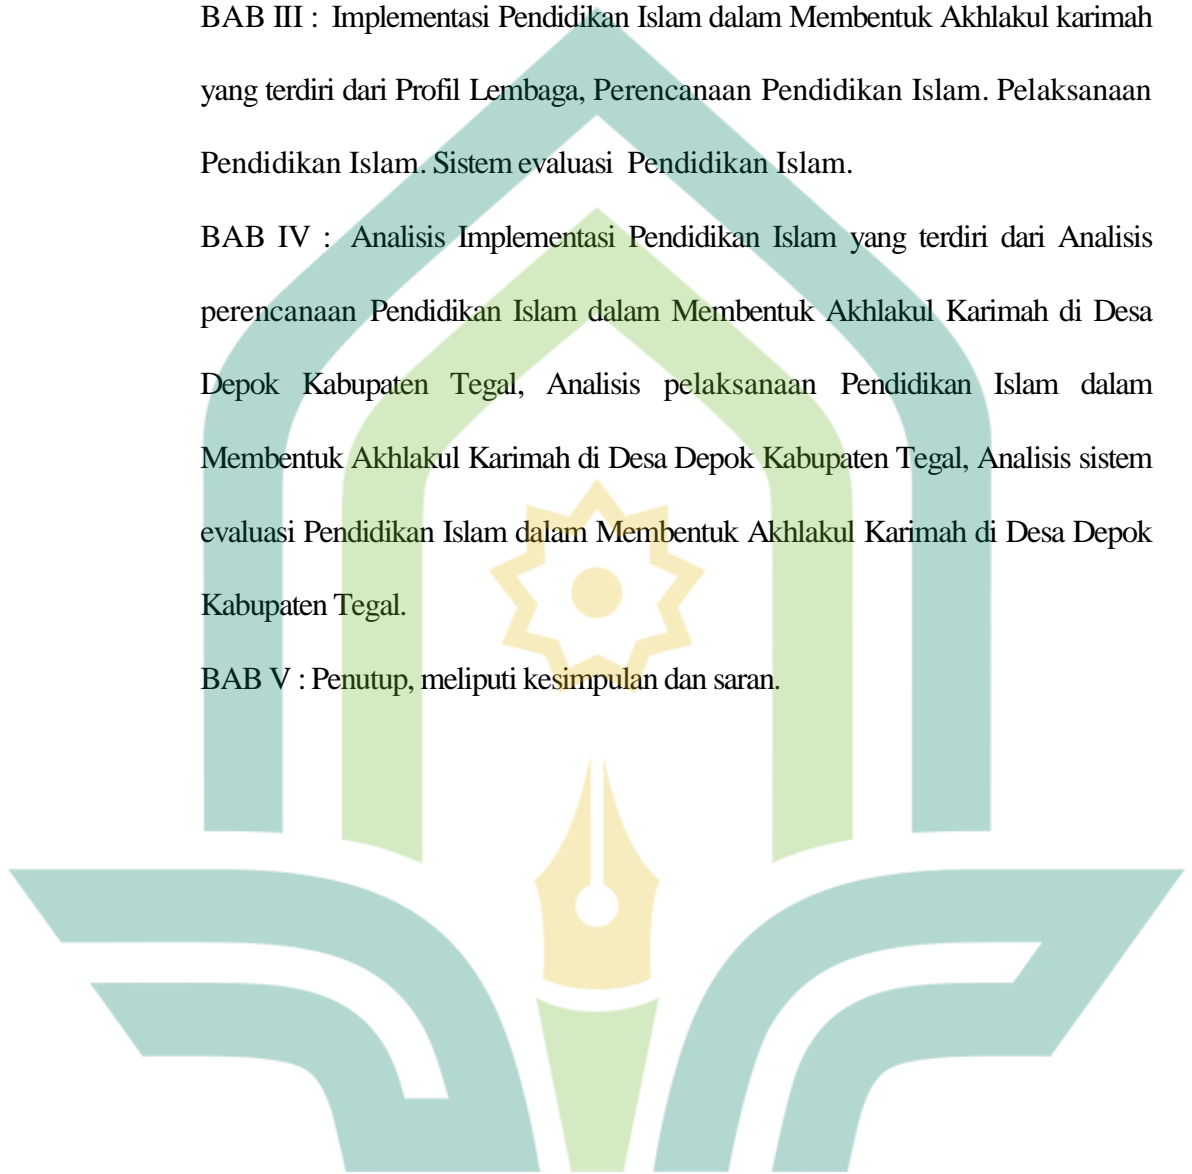 BAB III : Implementasi Pendidikan Islam dalam Membentuk Akhlakul karimah
yang terdiri dari Profil Lembaga, Perencanaan Pendidikan Islam. Pelaksanaan
Pendidikan Islam. Sistem evaluasi Pendidikan Islam.
BAB IV : Analisis Implementasi Pendidikan Islam yang terdiri dari Analisis
perencanaan Pendidikan Islam dalam Membentuk Akhlakul Karimah di Desa
Depok Kabupaten Tegal, Analisis pelaksanaan Pendidikan Islam dalam
Membentuk Akhlakul Karimah di Desa Depok Kabupaten Tegal, Analisis sistem
evaluasi Pendidikan Islam dalam Membentuk Akhlakul Karimah di Desa Depok
Kabupaten Tegal.
BAB V : Penutup, meliputi kesimpulan dan saran.